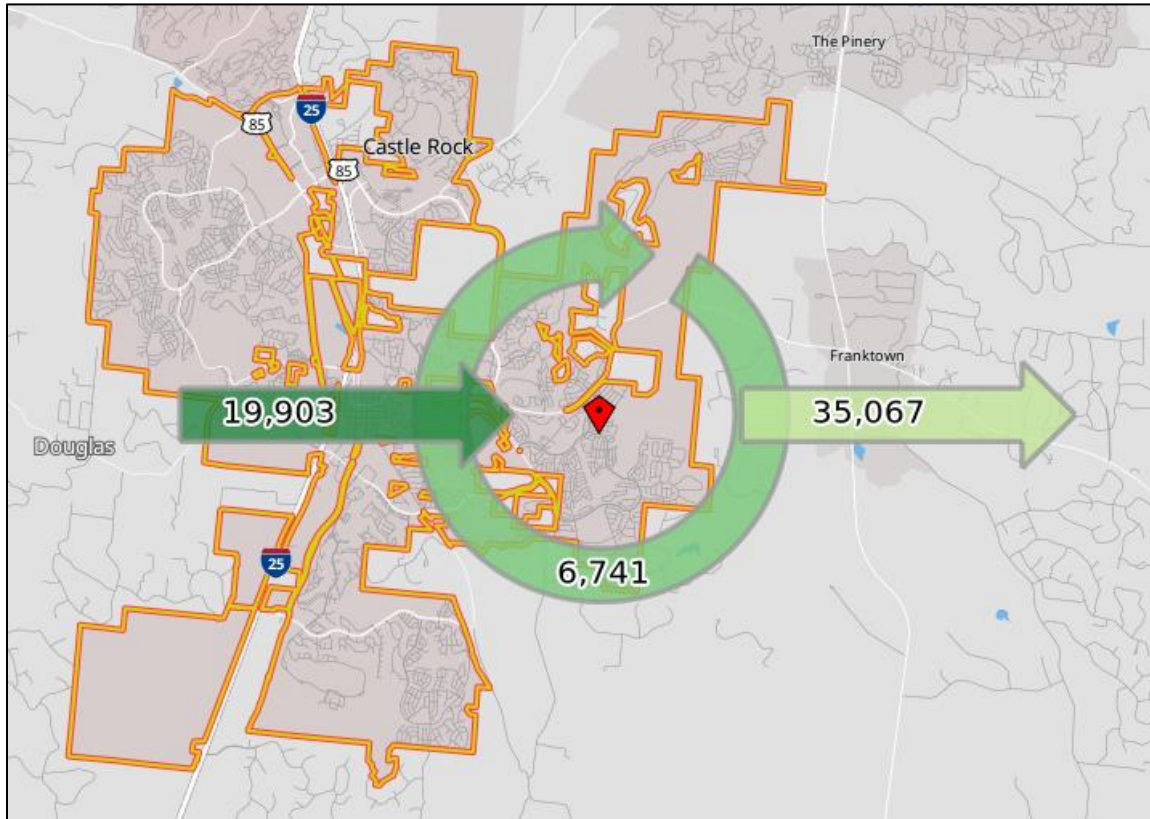 The Pinery
25
85
Castle Rock
85
Franktown
19,903
35,067
Douglas
25
6,741